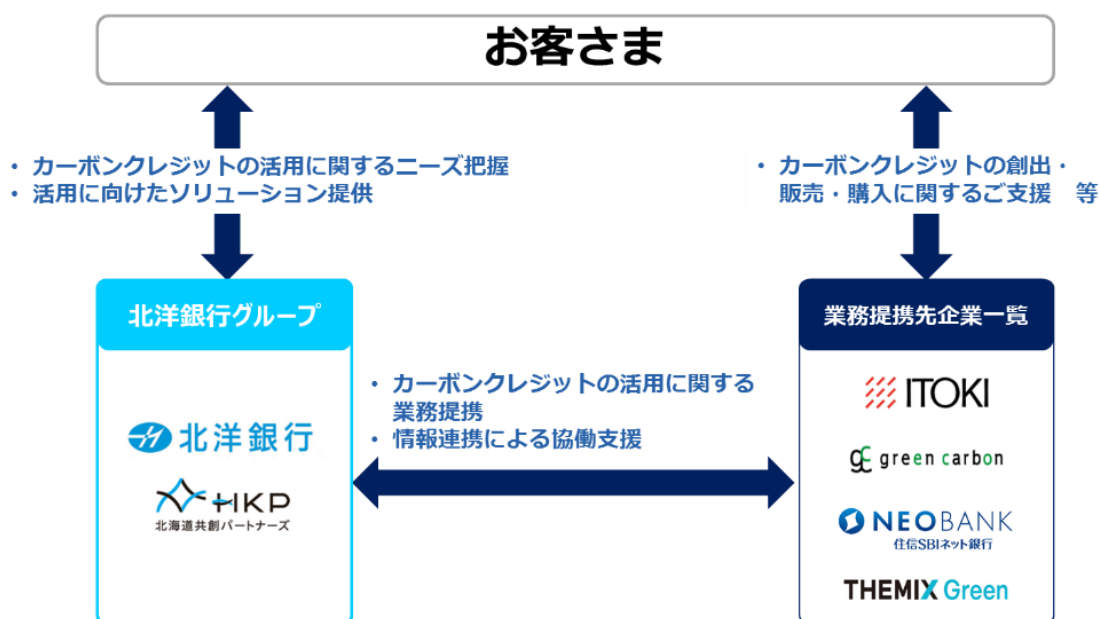 お客さま
・ カーボンクレジットの活用に関するニーズ把握
・ 活用に向けたソリューション提供
・ カーボンクレジットの創出・
販売・購入に関するご支援　等
北洋銀行グループ
北洋銀行
HKP
北海道共創パートナーズ
・ カーボンクレジットの活用に関する
業務提携
・ 情報連携による協働支援
業務提携先企業一覧
ITOKI
gc green carbon
NEOBANK
住信SBIネット銀行
THEMIX Green